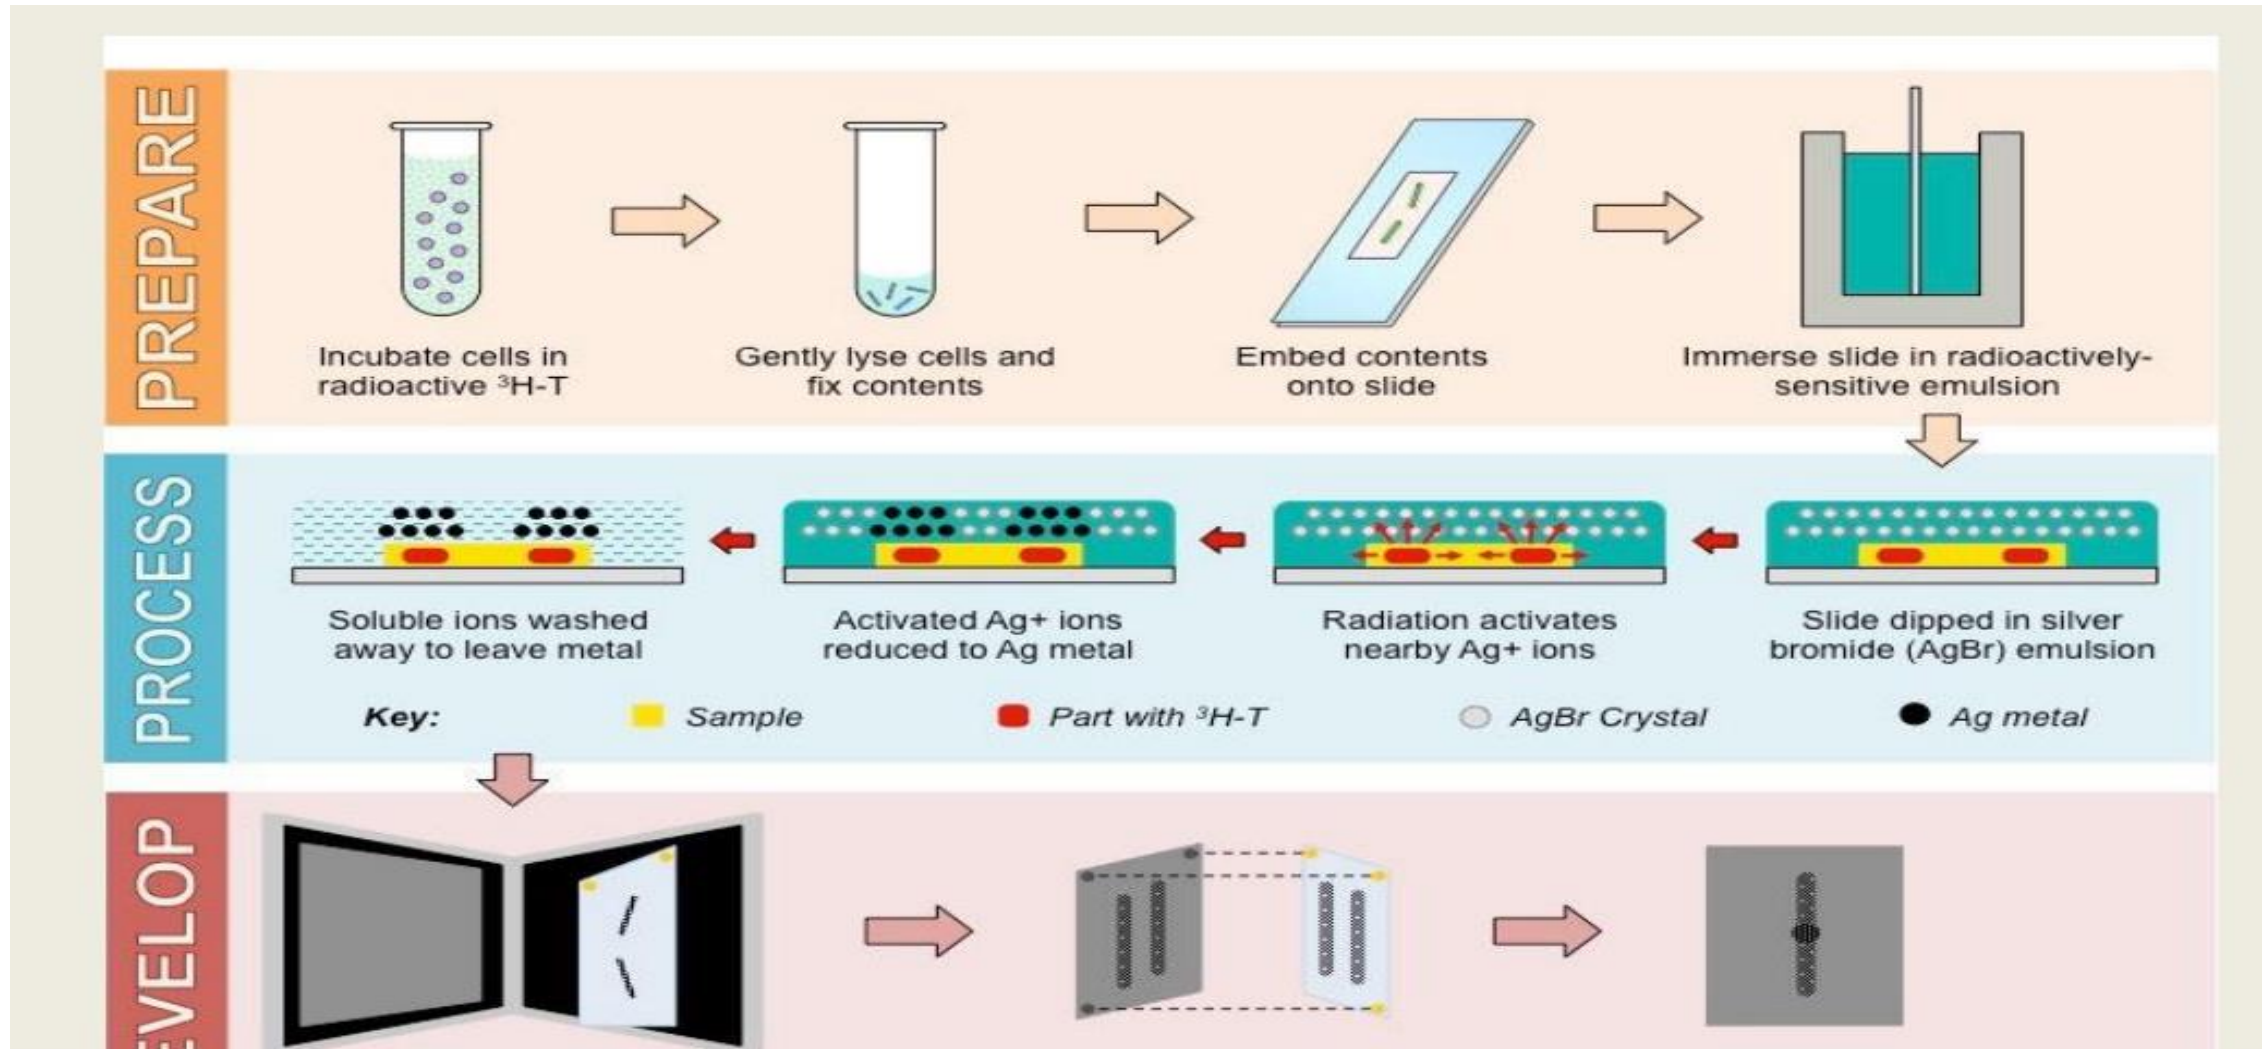 PREPARE
Incubate cells in
radioactive ³H-T
Gently lyse cells and
fix contents
Embed contents
onto slide
Immerse slide in radioactively-
sensitive emulsion
PROCESS
Soluble ions washed
away to leave metal
Activated Ag+ ions
reduced to Ag metal
Radiation activates
nearby Ag+ ions
Slide dipped in silver
bromide (AgBr) emulsion
Key:
Sample
Part with ³H-T
AgBr Crystal
Ag metal
EVELOP